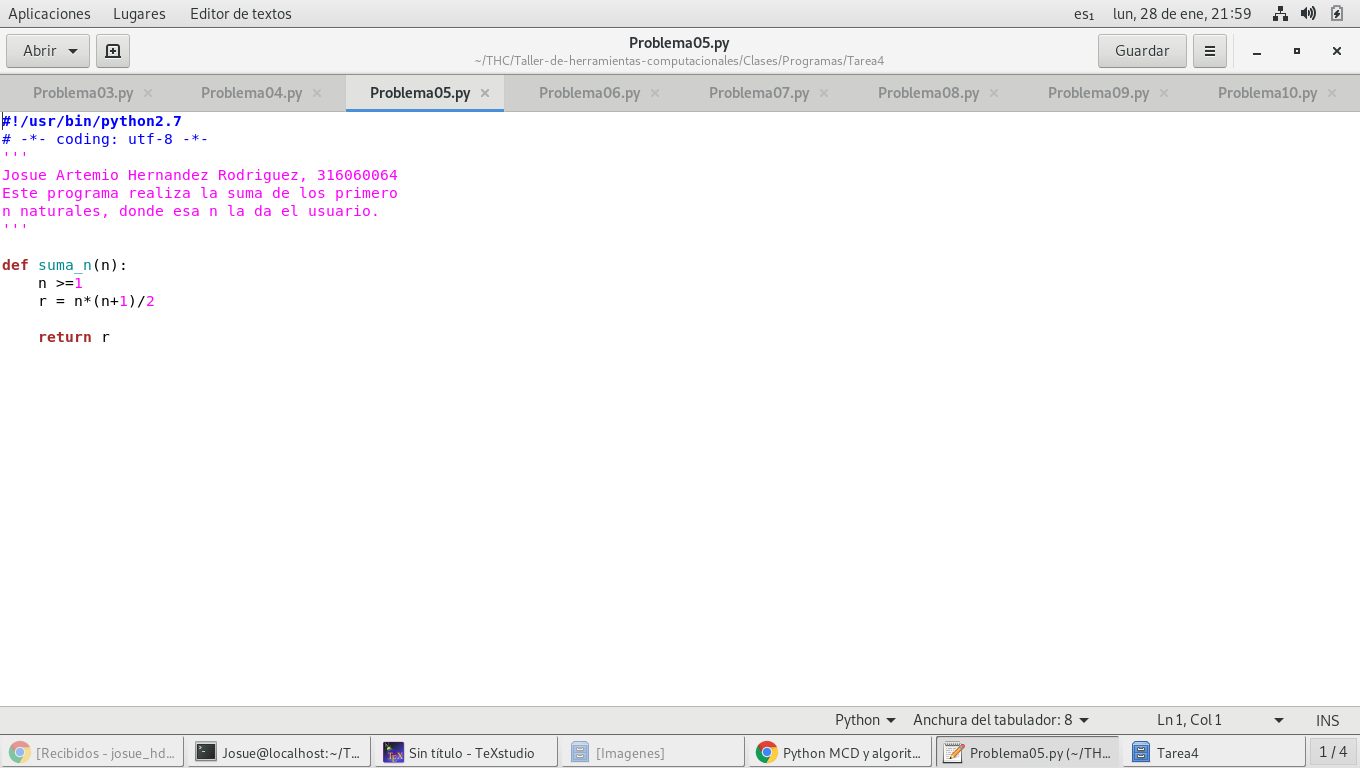 Aplicaciones Lugares Editor de textos es₁ lun, 28 de ene, 21:59
Abrir Problema05.py Guardar
~/THC/Taller-de-herramientas-computacionales/Clases/Programas/Tarea4
Problema03.py Problema04.py Problema05.py Problema06.py Problema07.py Problema08.py Problema09.py Problema10.py
#!/usr/bin/python2.7
# -*- coding: utf-8 -*-
'''
Josue Artemio Hernandez Rodriguez, 316060064
Este programa realiza la suma de los primero
n naturales, donde esa n la da el usuario.
'''
def suma_n(n):
    n >=1
    r = n*(n+1)/2
    return r
Python Anchura del tabulador: 8 Ln 1, Col 1 INS
[Recibidos - josue_hd... Josue@localhost:~/T... Sin título - TeXstudio [Imagenes] Python MCD y algorit... Problema05.py (~/TH... Tarea4 1 / 4